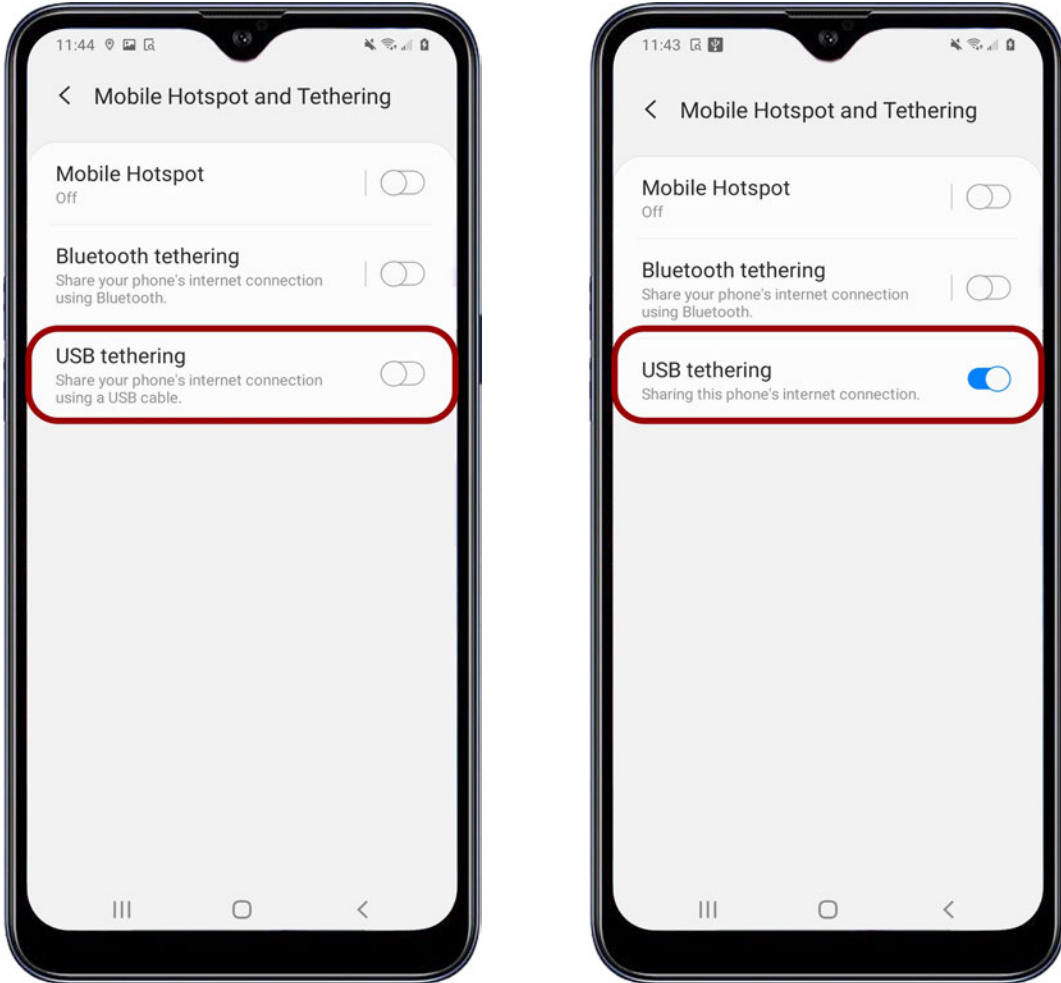 11:44
Mobile Hotspot and Tethering
Mobile Hotspot
Off
Bluetooth tethering
Share your phone's internet connection
using Bluetooth.
USB tethering
Share your phone's internet connection
using a USB cable.
11:43
Mobile Hotspot and Tethering
Mobile Hotspot
Off
Bluetooth tethering
Share your phone's internet connection
using Bluetooth.
USB tethering
Sharing this phone's internet connection.